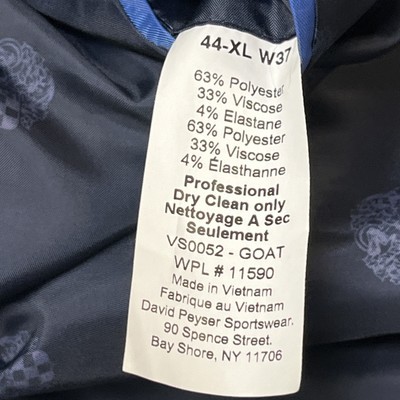 44-XL W37
63% Polyester
33% Viscose
4% Elastane
63% Polyester
33% Viscose
4% Élasthanne
Professional
Dry Clean only
Nettoyage A Sec
Seulement
VS0052 - GOAT
WPL # 11590
Made in Vietnam
Fabrique au Vietnam
David Peyser Sportswear.
90 Spence Street.
Bay Shore, NY 11706